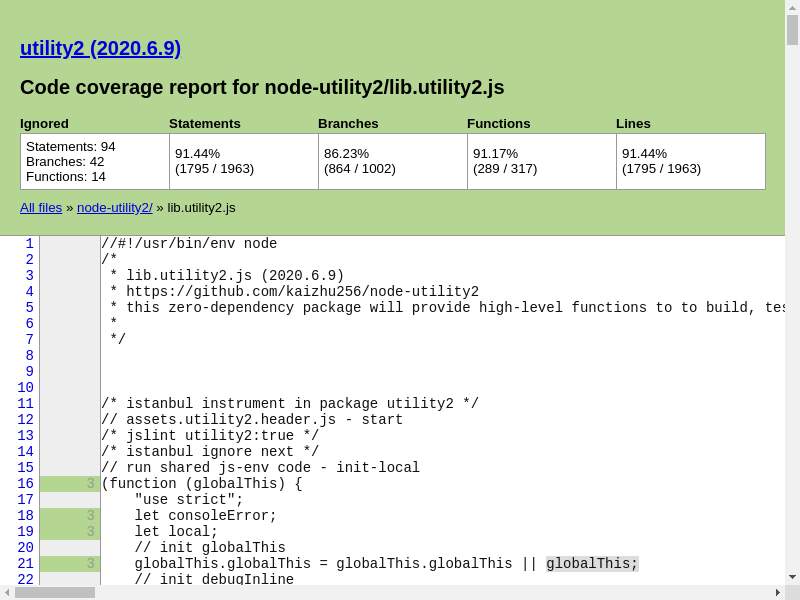 utility2 (2020.6.9)
Code coverage report for node-utility2/lib.utility2.js
Ignored Statements Branches Functions Lines
Statements: 94
Branches: 42
Functions: 14
91.44%
(1795 / 1963)
86.23%
(864 / 1002)
91.17%
(289 / 317)
91.44%
(1795 / 1963)
All files » node-utility2/ » lib.utility2.js
1 //#!/usr/bin/env node
2 /*
3  * lib.utility2.js (2020.6.9)
4  * https://github.com/kaizhu256/node-utility2
5  * this zero-dependency package will provide high-level functions to to build, tes
6  *
7  */
8
9
10
11 /* istanbul instrument in package utility2 */
12 // assets.utility2.header.js - start
13 /* jslint utility2:true */
14 /* istanbul ignore next */
15 // run shared js-env code - init-local
16 3 (function (globalThis) {
17     "use strict";
18 3     let consoleError;
19 3     let local;
20     // init globalThis
21 3     globalThis.globalThis = globalThis.globalThis || globalThis;
22     // init debugInline